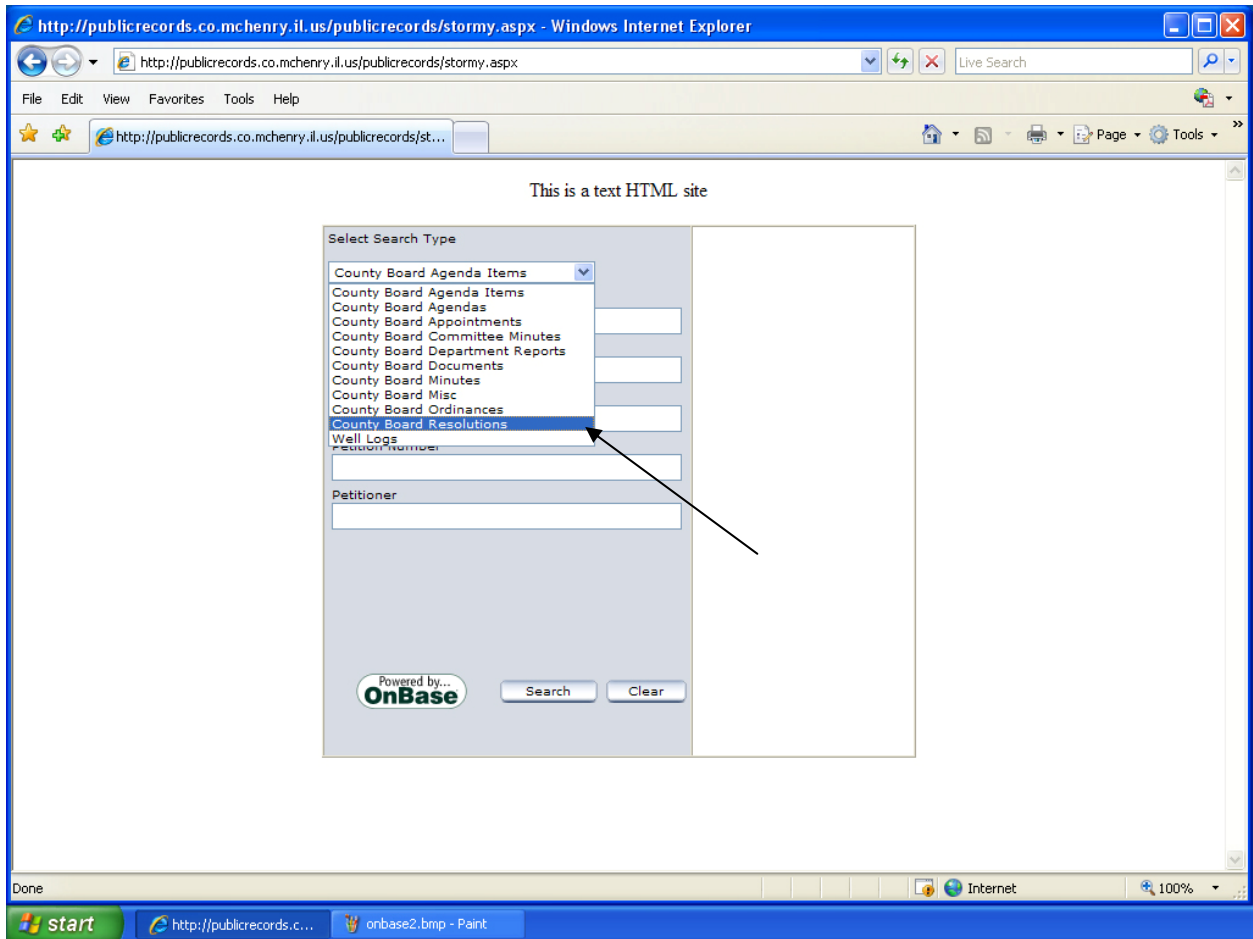 http://publicrecords.co.mchenry.il.us/publicrecords/stormy.aspx - Windows Internet Explorer
http://publicrecords.co.mchenry.il.us/publicrecords/stormy.aspx
Live Search
File Edit View Favorites Tools Help
http://publicrecords.co.mchenry.il.us/publicrecords/st...
Page Tools
This is a text HTML site
Select Search Type
County Board Agenda Items
County Board Agenda Items
County Board Agendas
County Board Appointments
County Board Committee Minutes
County Board Department Reports
County Board Documents
County Board Minutes
County Board Misc
County Board Ordinances
County Board Resolutions
Well Logs
Petition Number
Petitioner
Powered by...
OnBase
Search Clear
Done
Internet
100%
start
http://publicrecords.c...
onbase2.bmp - Paint